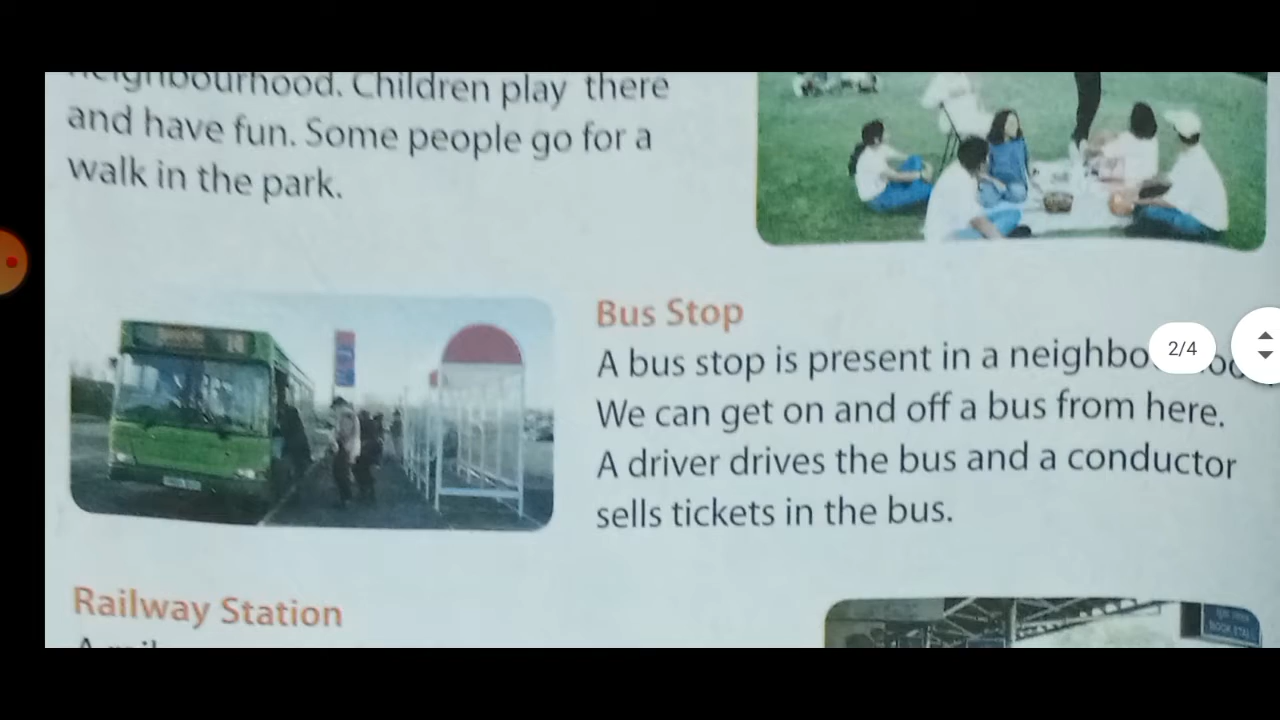 neighbourhood. Children play there
and have fun. Some people go for a
walk in the park.
Bus Stop
A bus stop is present in a
2/4
We can get on and off a bus from here.
A driver drives the bus and a conductor
sells tickets in the bus.
Railway Station